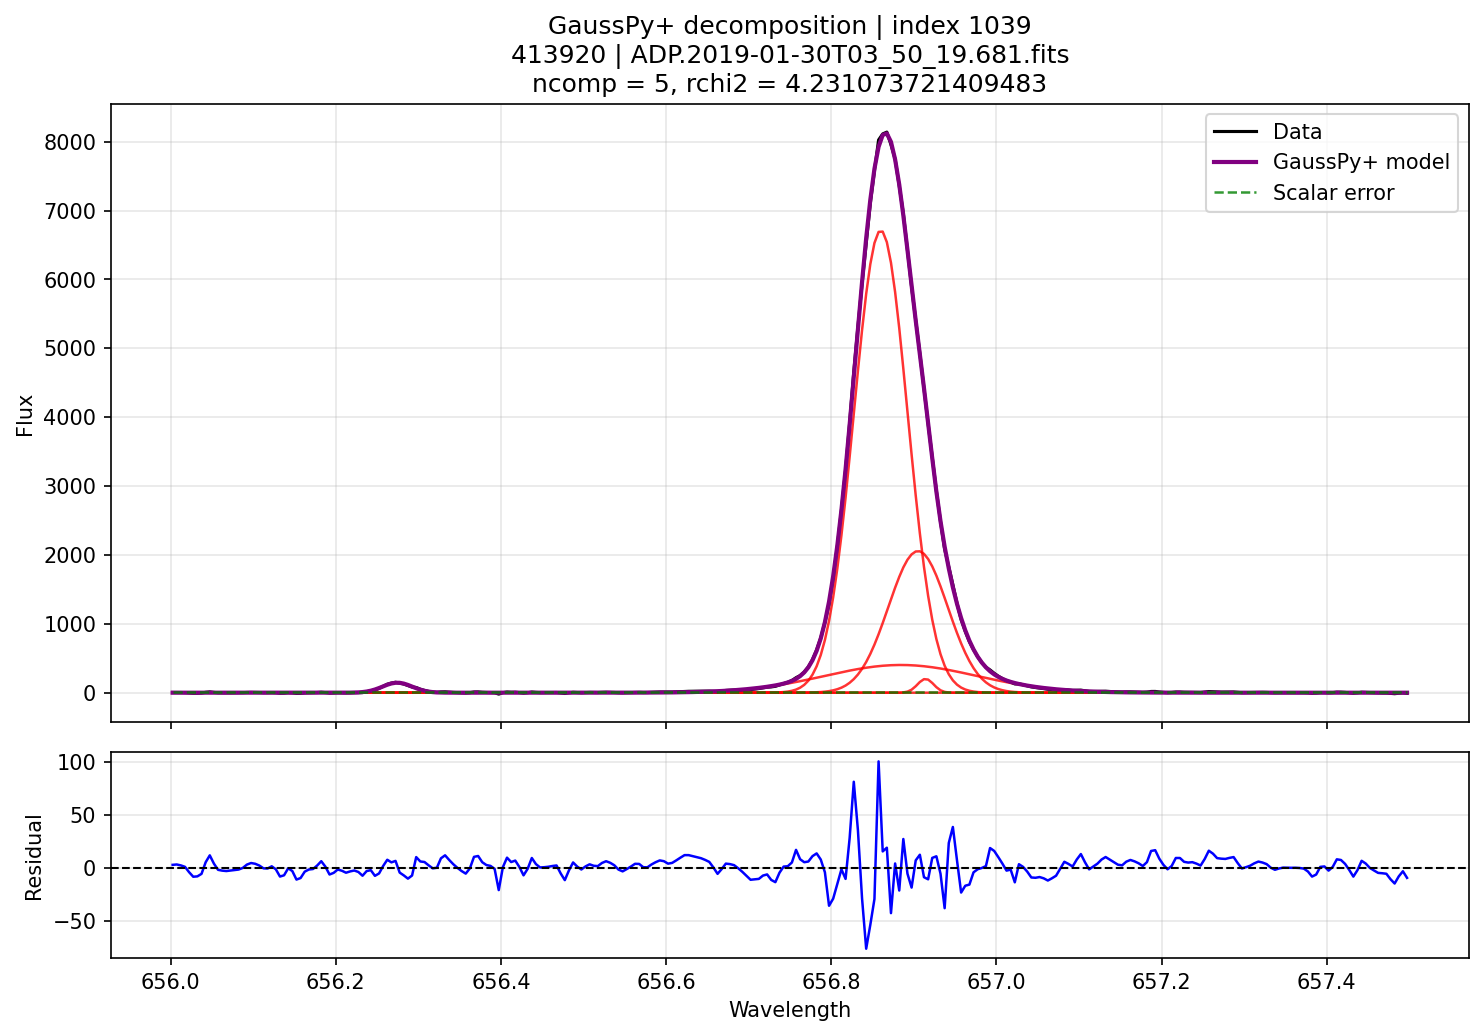 GaussPy+ decomposition | index 1039
413920 | ADP.2019-01-30T03_50_19.681.fits
ncomp = 5, rchi2 = 4.231073721409483
Data
GaussPy+ model
Scalar error
Flux
8000
7000
6000
5000
4000
3000
2000
1000
0
Residual
100
50
0
−50
656.0 656.2 656.4 656.6 656.8 657.0 657.2 657.4
Wavelength